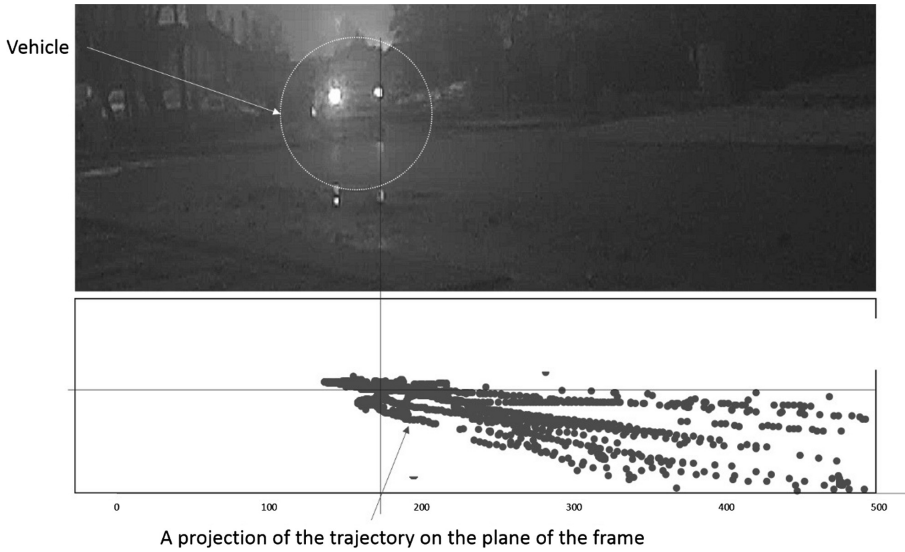 Vehicle
0 100 200 300 400 500
A projection of the trajectory on the plane of the frame